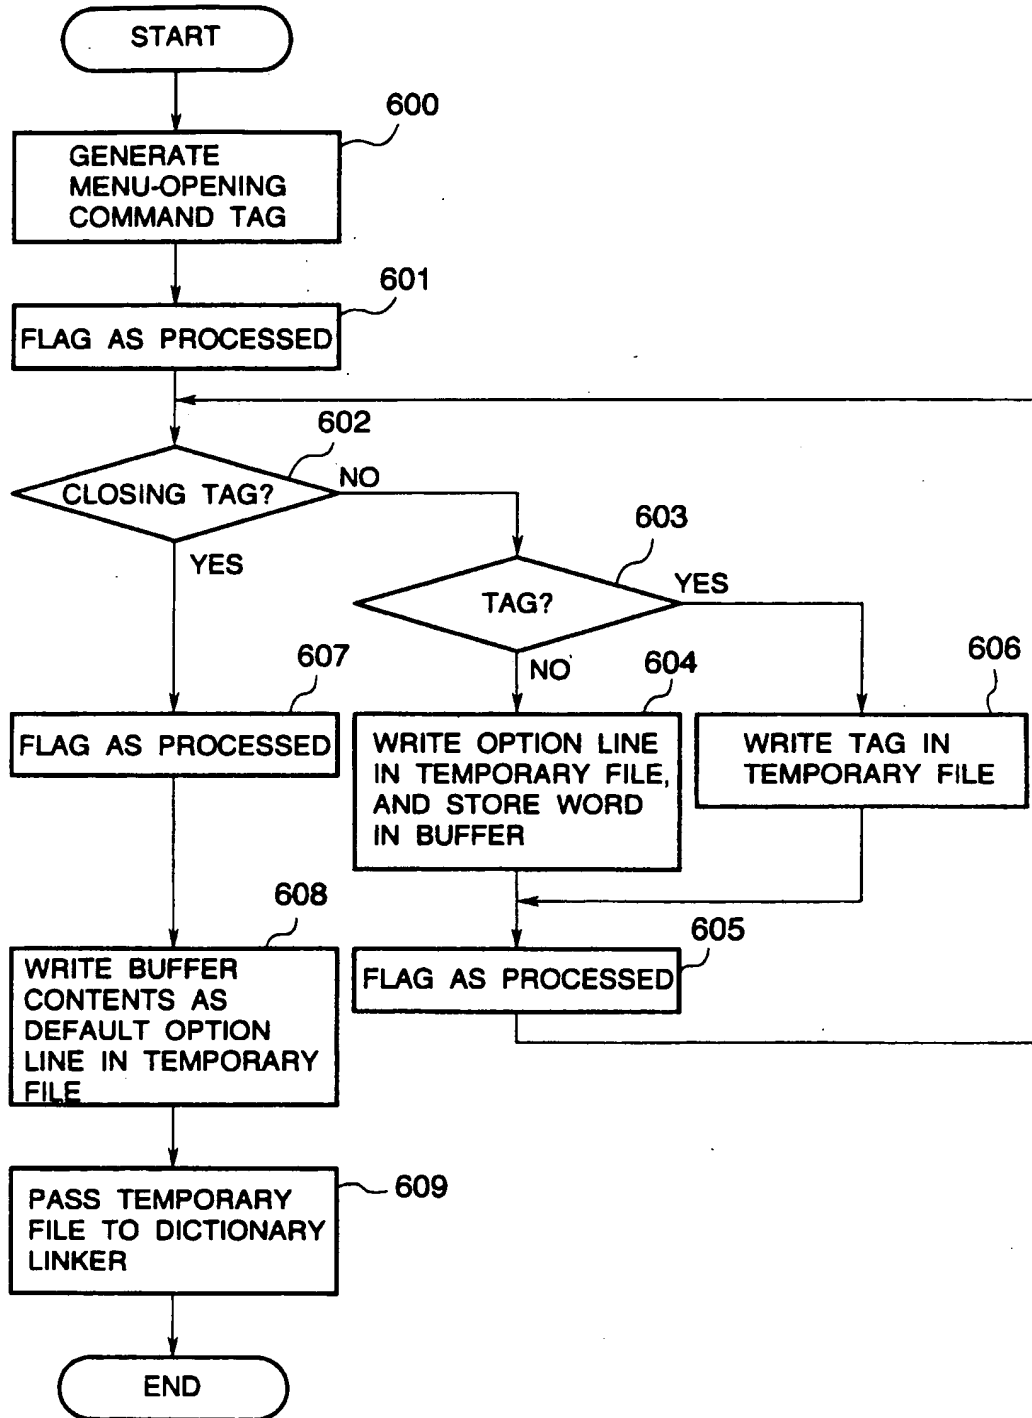 START
600
GENERATE
MENU-OPENING
COMMAND TAG
601
FLAG AS PROCESSED
602
CLOSING TAG?
NO
YES
603
TAG?
YES
NO
607
FLAG AS PROCESSED
604
WRITE OPTION LINE
IN TEMPORARY FILE,
AND STORE WORD
IN BUFFER
606
WRITE TAG IN
TEMPORARY FILE
605
FLAG AS PROCESSED
608
WRITE BUFFER
CONTENTS AS
DEFAULT OPTION
LINE IN TEMPORARY
FILE
609
PASS TEMPORARY
FILE TO DICTIONARY
LINKER
END